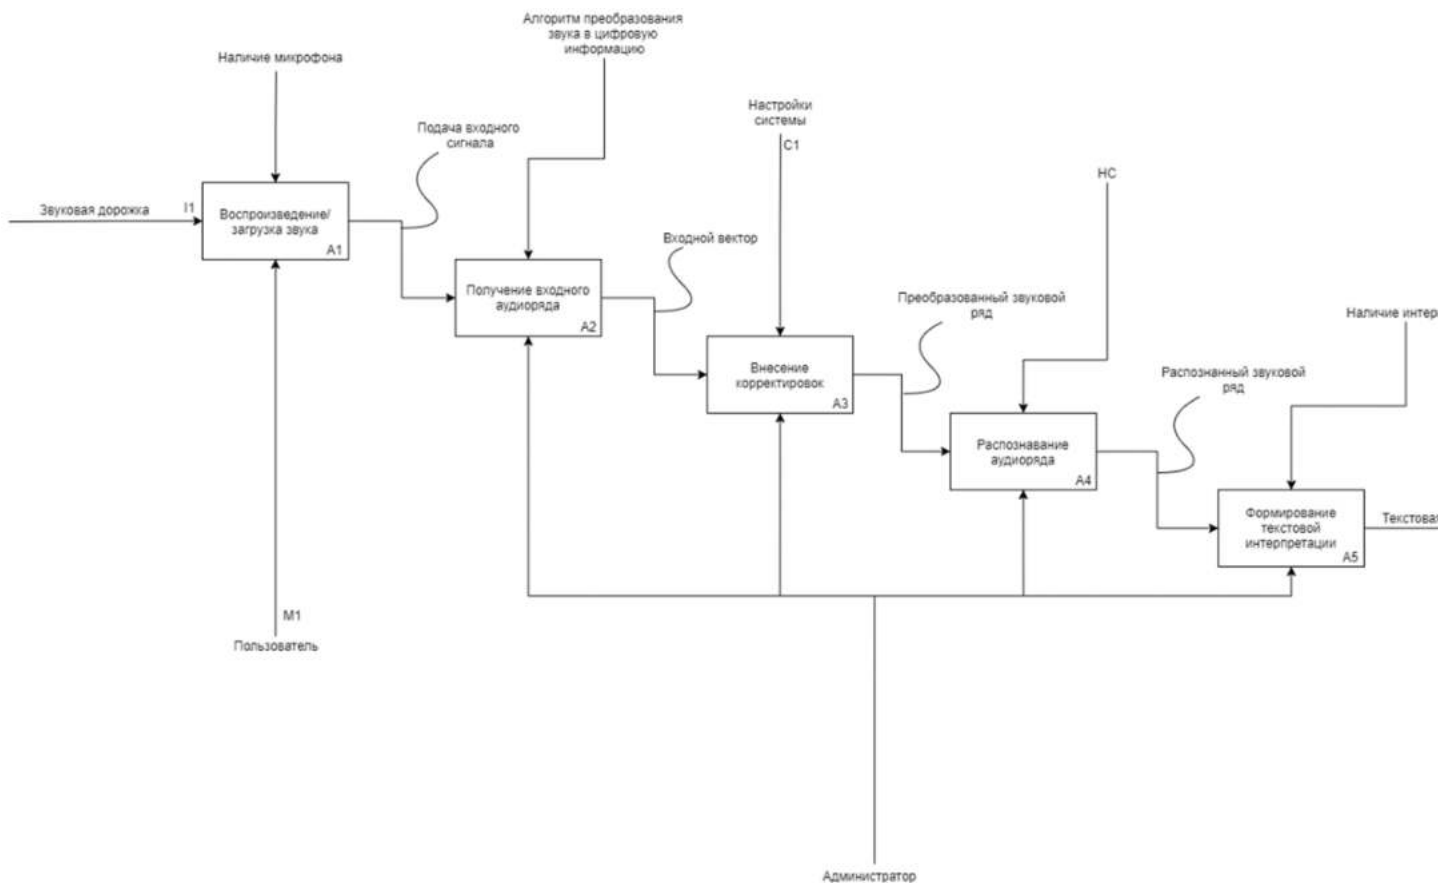 Алгоритм преобразования
звука в цифровую
информацию
Наличие микрофона
Настройки
системы
C1
Подача входного
сигнала
НС
Звуковая дорожка
I1
Воспроизведение/
загрузка звука
A1
Входной вектор
Получение входного
аудиоряда
A2
Преобразованный звуковой
ряд
Наличие интер
Внесение
корректировок
A3
Распознанный звуковой
ряд
Распознавание
аудиоряда
A4
Формирование
текстовой
интерпретации
A5
Текстовая
M1
Пользователь
Администратор